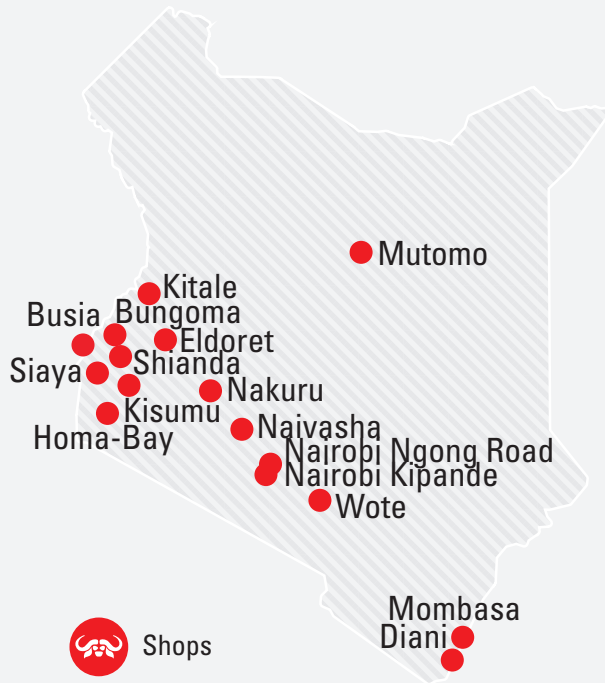 Mutomo
Kitale
Busia
Bungoma
Eldoret
Shianda
Siaya
Nakuru
Kisumu
Homa-Bay
Naivasha
Nairobi Ngong Road
Nairobi Kipande
Wote
Mombasa
Diani
Shops